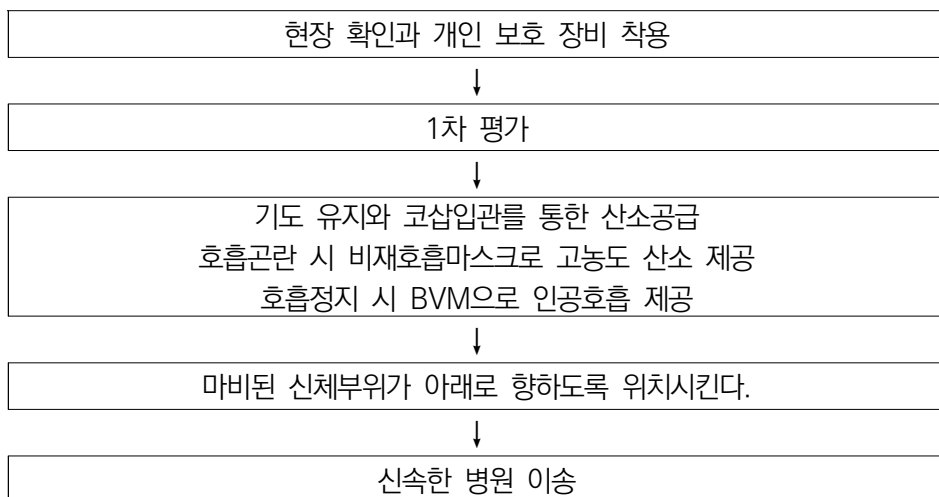 현장 확인과 개인 보호 장비 착용
↓
1차 평가
↓
기도 유지와 코삽입관를 통한 산소공급
호흡곤란 시 비재호흡마스크로 고농도 산소 제공
호흡정지 시 BVM으로 인공호흡 제공
↓
마비된 신체부위가 아래로 향하도록 위치시킨다.
↓
신속한 병원 이송